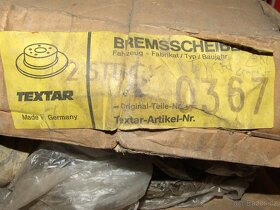 BREMSSCHEIBE
Fahrzeug - Fabrikat/Typ/Baujahr
TEXTAR
0367
Original-Teile-Nr.
Made in Germany
Textar-Artikel-Nr.